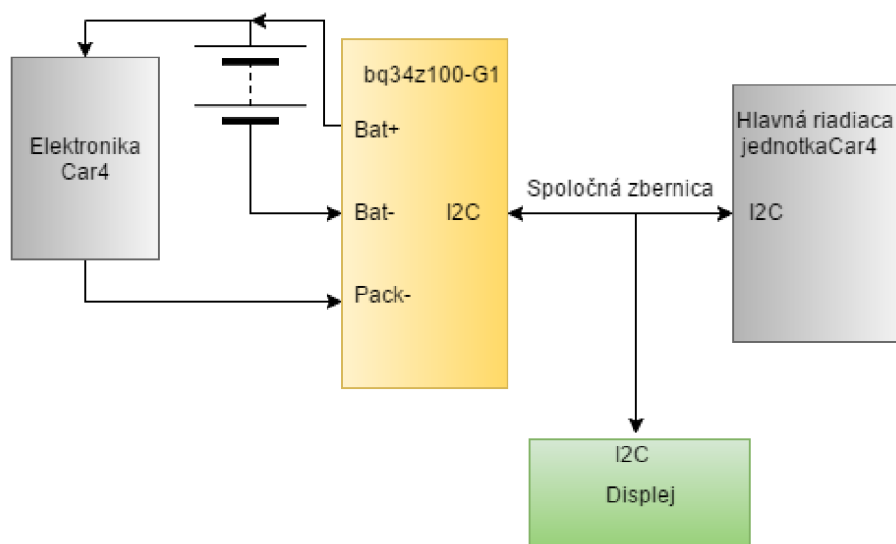 bq34z100-G1
Elektronika
Car4
Bat+
Bat-
I2C
Pack-
Spoločná zbernica
Hlavná riadiaca
jednotkaCar4
I2C
I2C
Displej